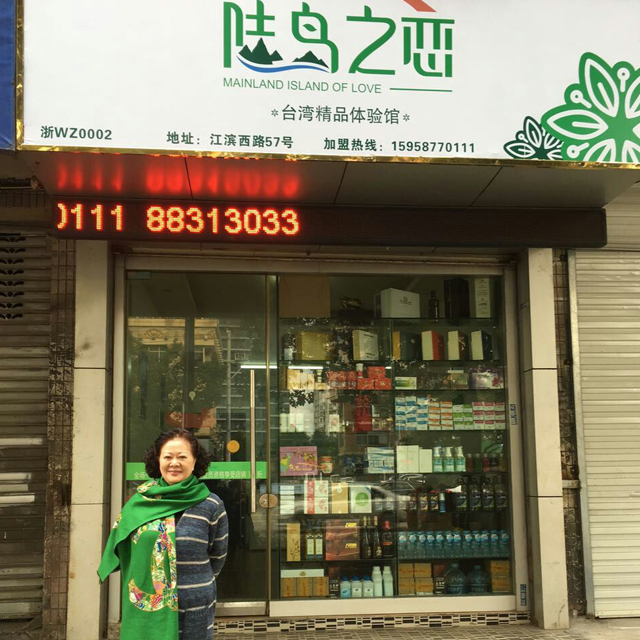 陆岛之恋
MAINLAND ISLAND OF LOVE
*台湾精品体验馆*
浙WZ0002 地址：江滨西路57号 加盟热线：15958770111
0111 88313033